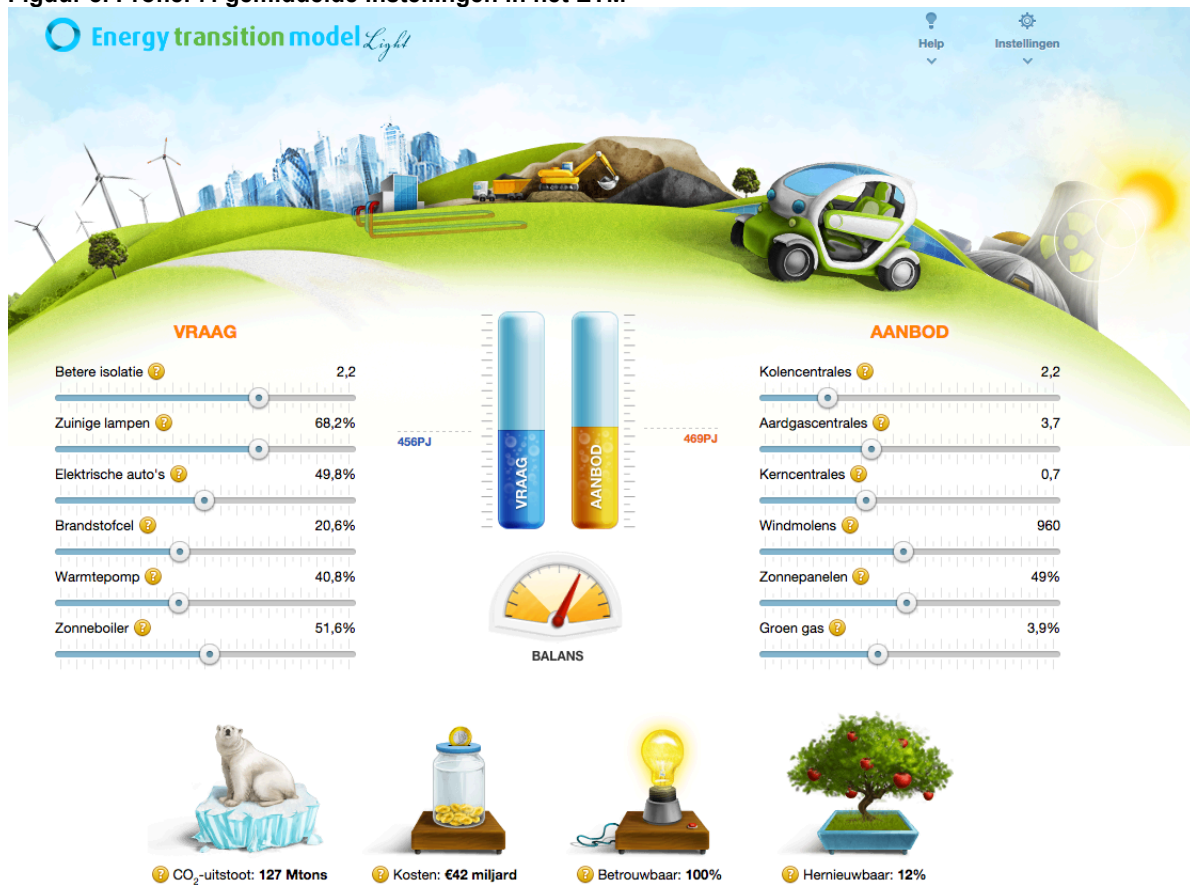 Energy transition model Light
Help
Instellingen
VRAAG
AANBOD
Betere isolatie ? 2,2
Zuinige lampen ? 68,2%
Elektrische auto's ? 49,8%
Brandstofcel ? 20,6%
Warmtepomp ? 40,8%
Zonneboiler ? 51,6%
456PJ
VRAAG
AANBOD
469PJ
BALANS
Kolencentrales ? 2,2
Aardgascentrales ? 3,7
Kerncentrales ? 0,7
Windmolens ? 960
Zonnepanelen ? 49%
Groen gas ? 3,9%
? CO₂-uitstoot: 127 Mtons
? Kosten: €42 miljard
? Betrouwbaar: 100%
? Hernieuwbaar: 12%